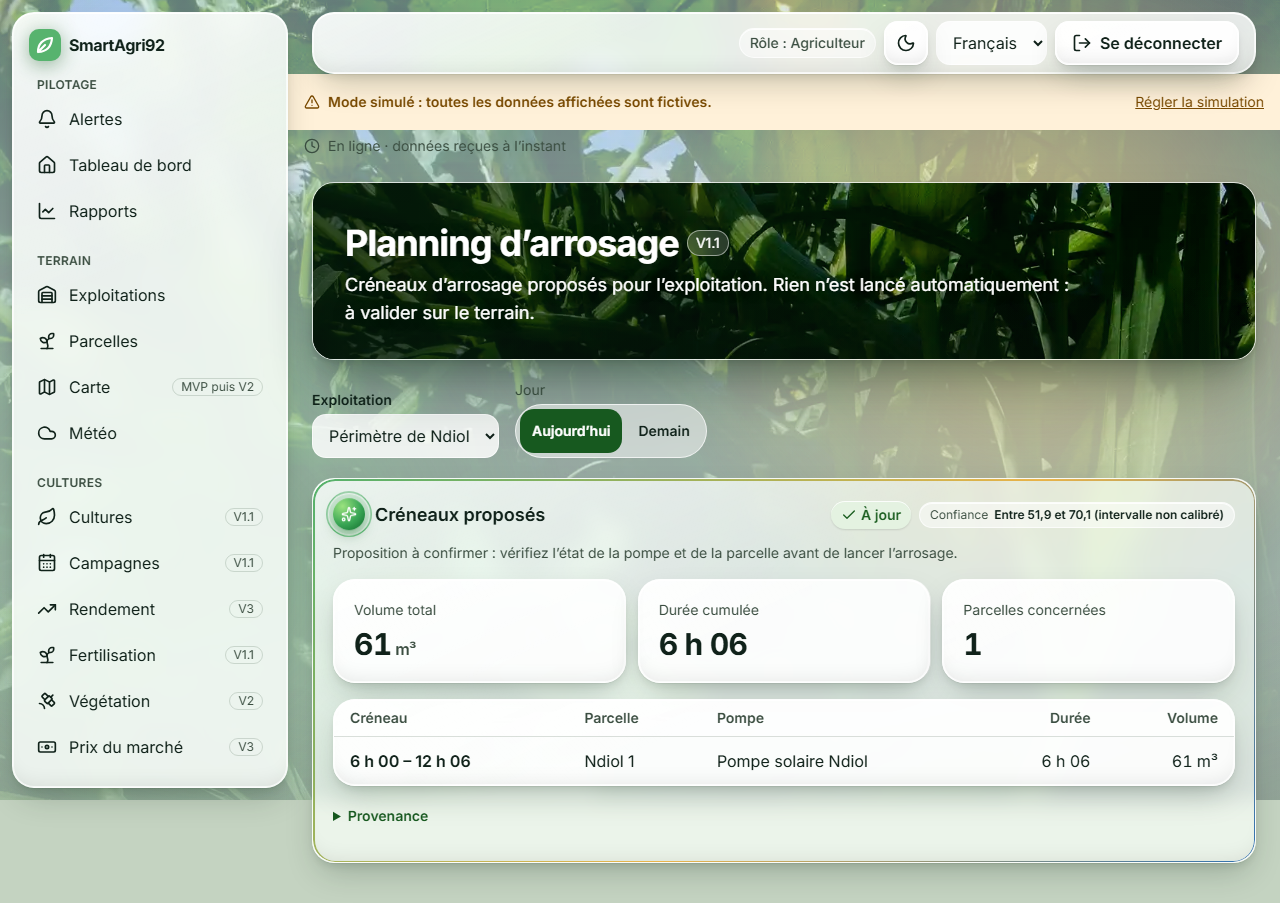 SmartAgri92
PILOTAGE
Alertes
Tableau de bord
Rapports
TERRAIN
Exploitations
Parcelles
Carte MVP puis V2
Météo
CULTURES
Cultures V1.1
Campagnes V1.1
Rendement V3
Fertilisation V1.1
Végétation V2
Prix du marché V3
Rôle : Agriculteur Français Se déconnecter
Mode simulé : toutes les données affichées sont fictives. Régler la simulation
En ligne · données reçues à l’instant
Planning d’arrosage V1.1
Créneaux d’arrosage proposés pour l’exploitation. Rien n’est lancé automatiquement :
à valider sur le terrain.
Exploitation
Périmètre de Ndiol
Jour
Aujourd’hui Demain
Créneaux proposés À jour Confiance Entre 51,9 et 70,1 (intervalle non calibré)
Proposition à confirmer : vérifiez l’état de la pompe et de la parcelle avant de lancer l’arrosage.
Volume total
61 m³
Durée cumulée
6 h 06
Parcelles concernées
1
Créneau Parcelle Pompe Durée Volume
6 h 00 – 12 h 06 Ndiol 1 Pompe solaire Ndiol 6 h 06 61 m³
Provenance